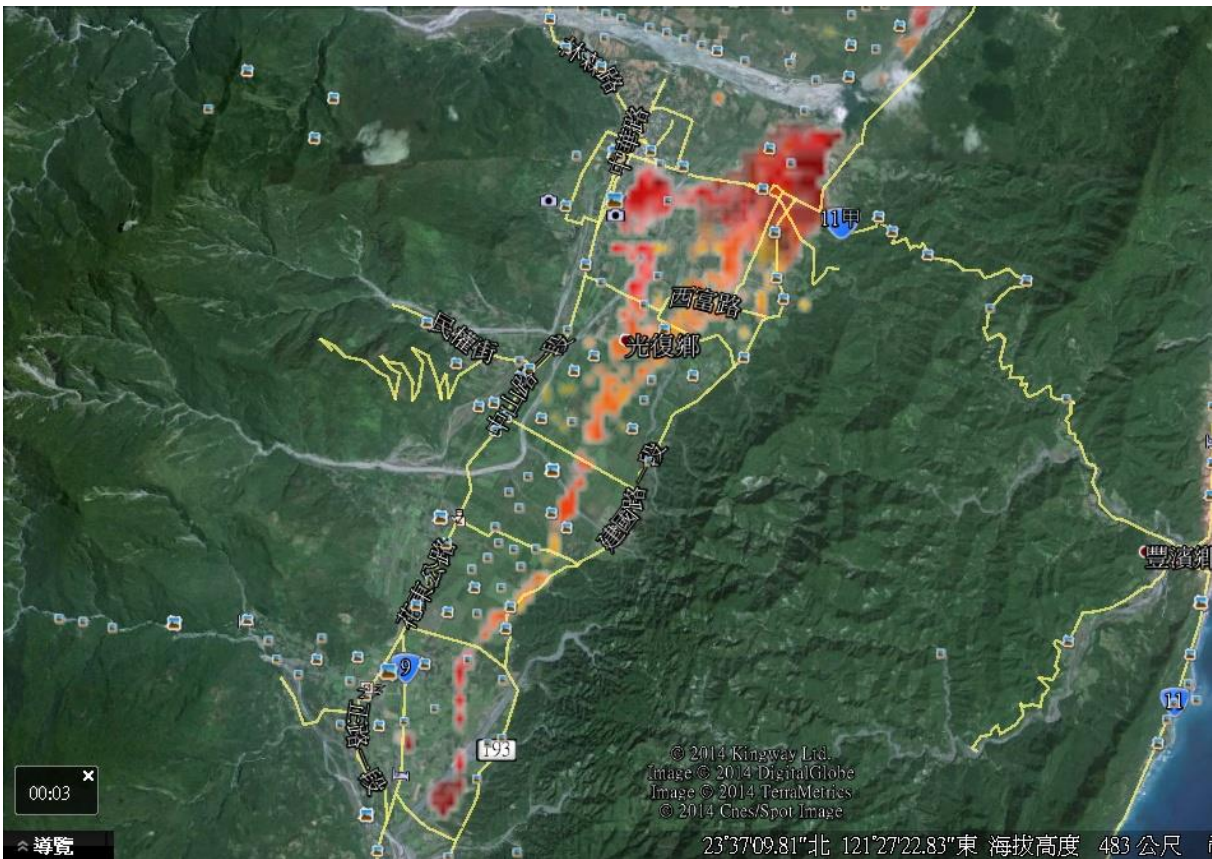 林森路
中華路
11甲
西富路
光復鄉
民權街
中山路一段
建國路一段
豐濱鄉
花東公路
9
中正路一段
11
193
© 2014 Kingway Ltd.
Image © 2014 DigitalGlobe
Image © 2014 TerraMetrics
© 2014 Cnes/Spot Image
00:03
導覽
23°37'09.81"北 121°27'22.83"東 海拔高度 483 公尺